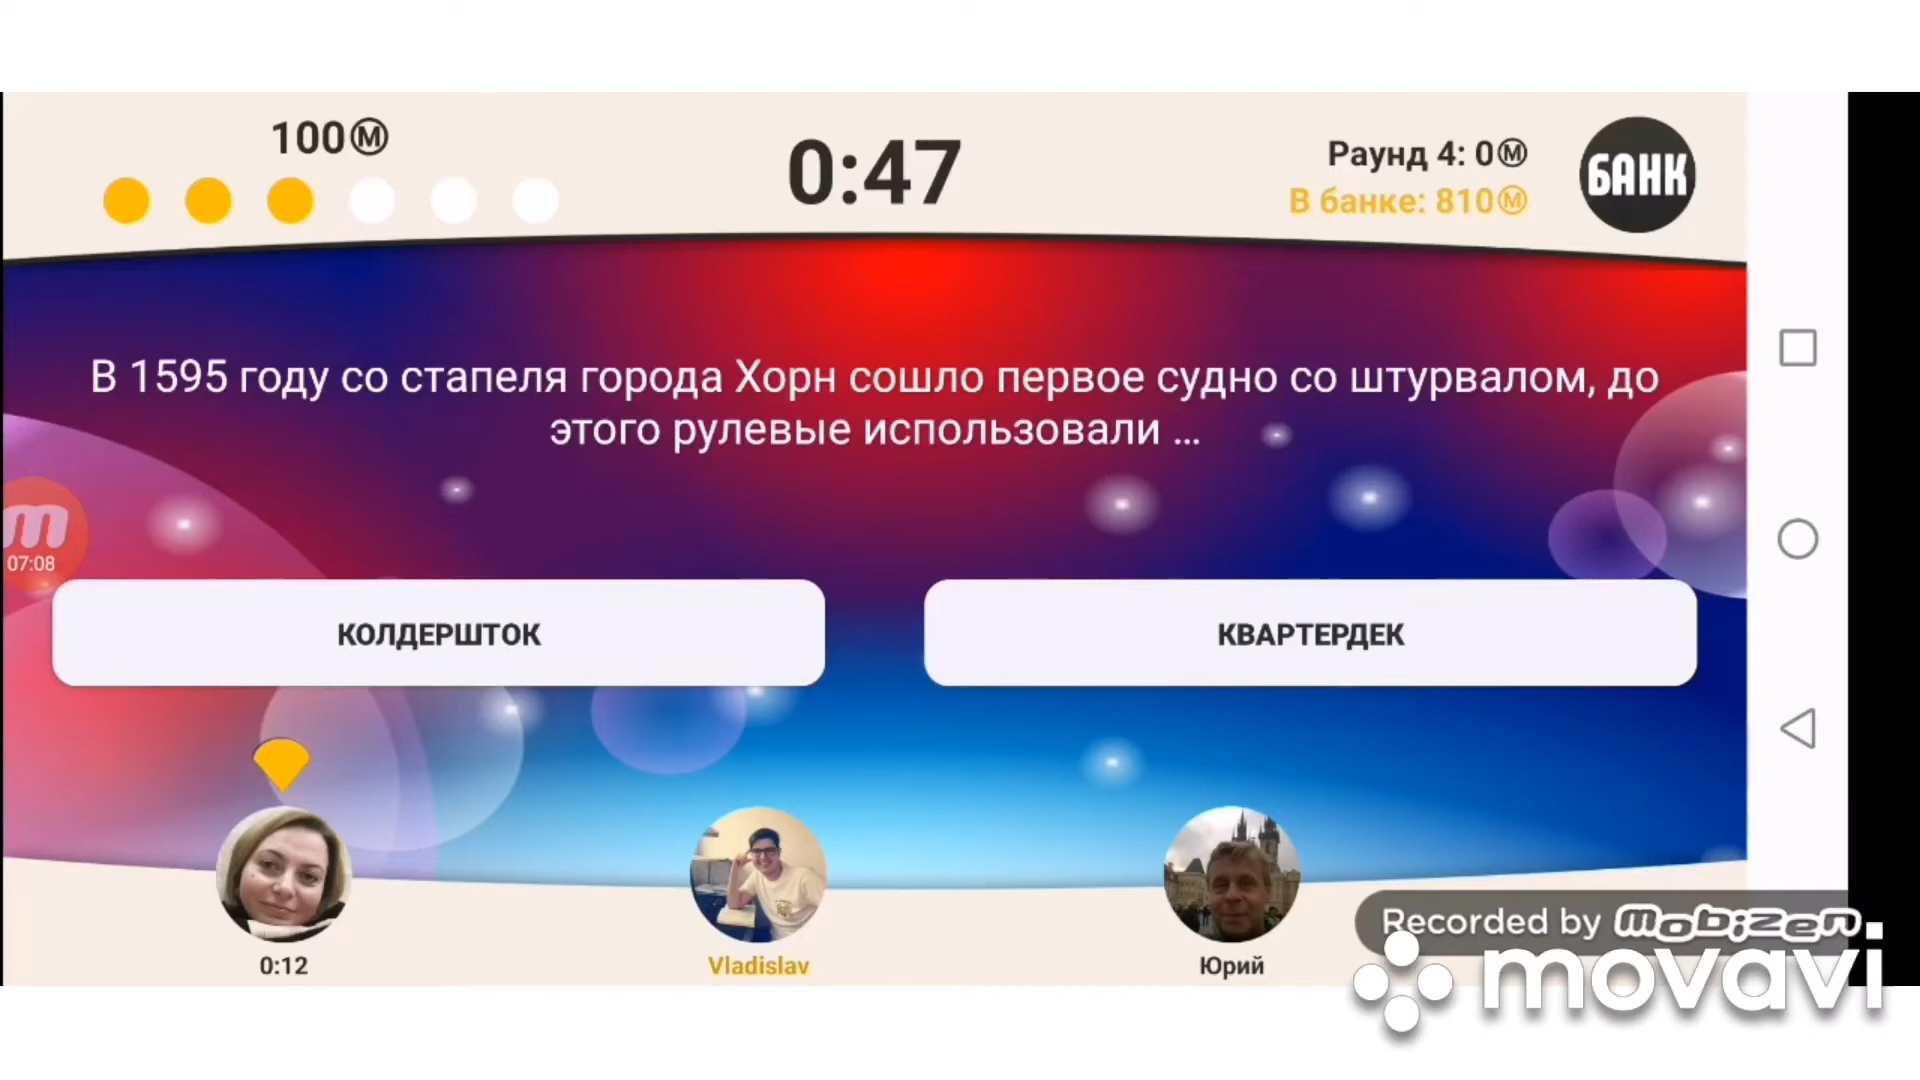 100Ⓜ
0:47
Раунд 4: 0Ⓜ
В банке: 810Ⓜ
БАНК
В 1595 году со стапеля города Хорн сошло первое судно со штурвалом, до
этого рулевые использовали ...
m
07:08
КОЛДЕРШТОК
КВАРТЕРДЕК
0:12
Vladislav
Юрий
Recorded by mobizen
movavi